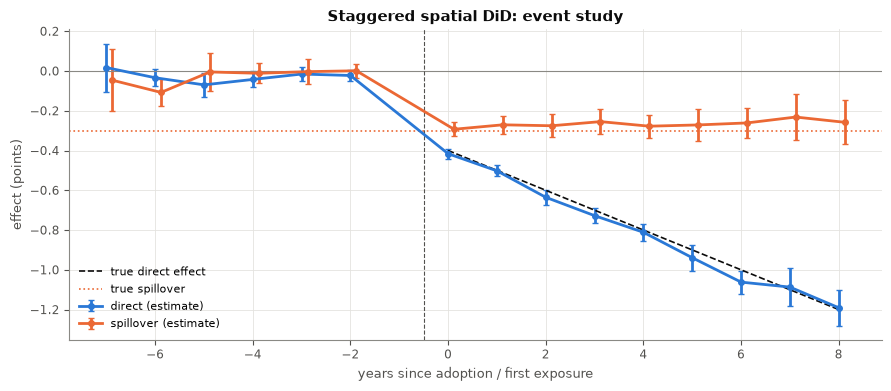 Staggered spatial DiD: event study
effect (points)
0.2
0.0
−0.2
−0.4
−0.6
−0.8
−1.0
−1.2
true direct effect
true spillover
direct (estimate)
spillover (estimate)
−6 −4 −2 0 2 4 6 8
years since adoption / first exposure